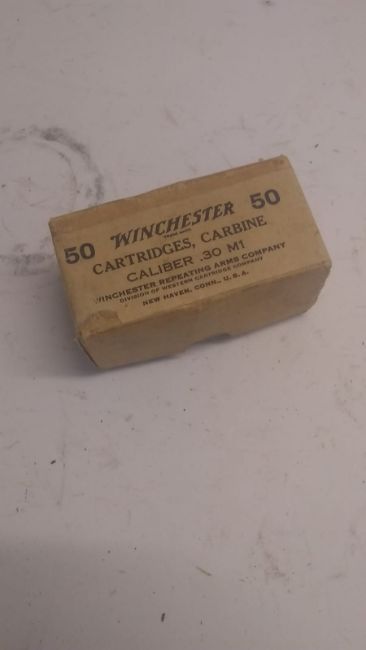 50 WINCHESTER 50
TRADE MARK
CARTRIDGES, CARBINE
CALIBER .30 M1
WINCHESTER REPEATING ARMS COMPANY
DIVISION OF WESTERN CARTRIDGE COMPANY
NEW HAVEN, CONN., U.S.A.